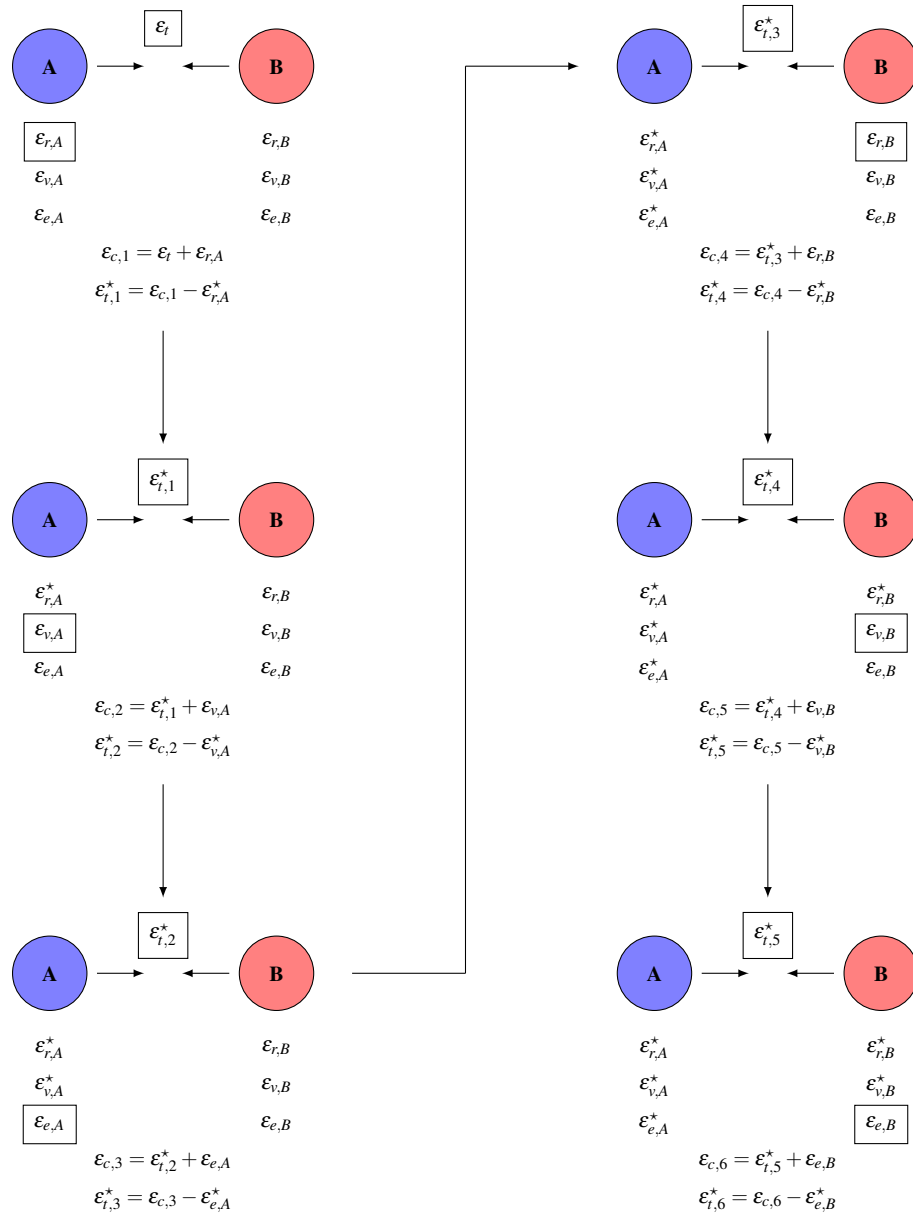 ε_t
A B
ε_{r,A} ε_{r,B}
ε_{v,A} ε_{v,B}
ε_{e,A} ε_{e,B}
ε_{c,1} = ε_t + ε_{r,A}
ε^⋆_{t,1} = ε_{c,1} − ε^⋆_{r,A}
ε^⋆_{t,1}
A B
ε^⋆_{r,A} ε_{r,B}
ε_{v,A} ε_{v,B}
ε_{e,A} ε_{e,B}
ε_{c,2} = ε^⋆_{t,1} + ε_{v,A}
ε^⋆_{t,2} = ε_{c,2} − ε^⋆_{v,A}
ε^⋆_{t,2}
A B
ε^⋆_{r,A} ε_{r,B}
ε^⋆_{v,A} ε_{v,B}
ε_{e,A} ε_{e,B}
ε_{c,3} = ε^⋆_{t,2} + ε_{e,A}
ε^⋆_{t,3} = ε_{c,3} − ε^⋆_{e,A}
ε^⋆_{t,3}
A B
ε^⋆_{r,A} ε_{r,B}
ε^⋆_{v,A} ε_{v,B}
ε^⋆_{e,A} ε_{e,B}
ε_{c,4} = ε^⋆_{t,3} + ε_{r,B}
ε^⋆_{t,4} = ε_{c,4} − ε^⋆_{r,B}
ε^⋆_{t,4}
A B
ε^⋆_{r,A} ε^⋆_{r,B}
ε^⋆_{v,A} ε_{v,B}
ε^⋆_{e,A} ε_{e,B}
ε_{c,5} = ε^⋆_{t,4} + ε_{v,B}
ε^⋆_{t,5} = ε_{c,5} − ε^⋆_{v,B}
ε^⋆_{t,5}
A B
ε^⋆_{r,A} ε^⋆_{r,B}
ε^⋆_{v,A} ε^⋆_{v,B}
ε^⋆_{e,A} ε_{e,B}
ε_{c,6} = ε^⋆_{t,5} + ε_{e,B}
ε^⋆_{t,6} = ε_{c,6} − ε^⋆_{e,B}